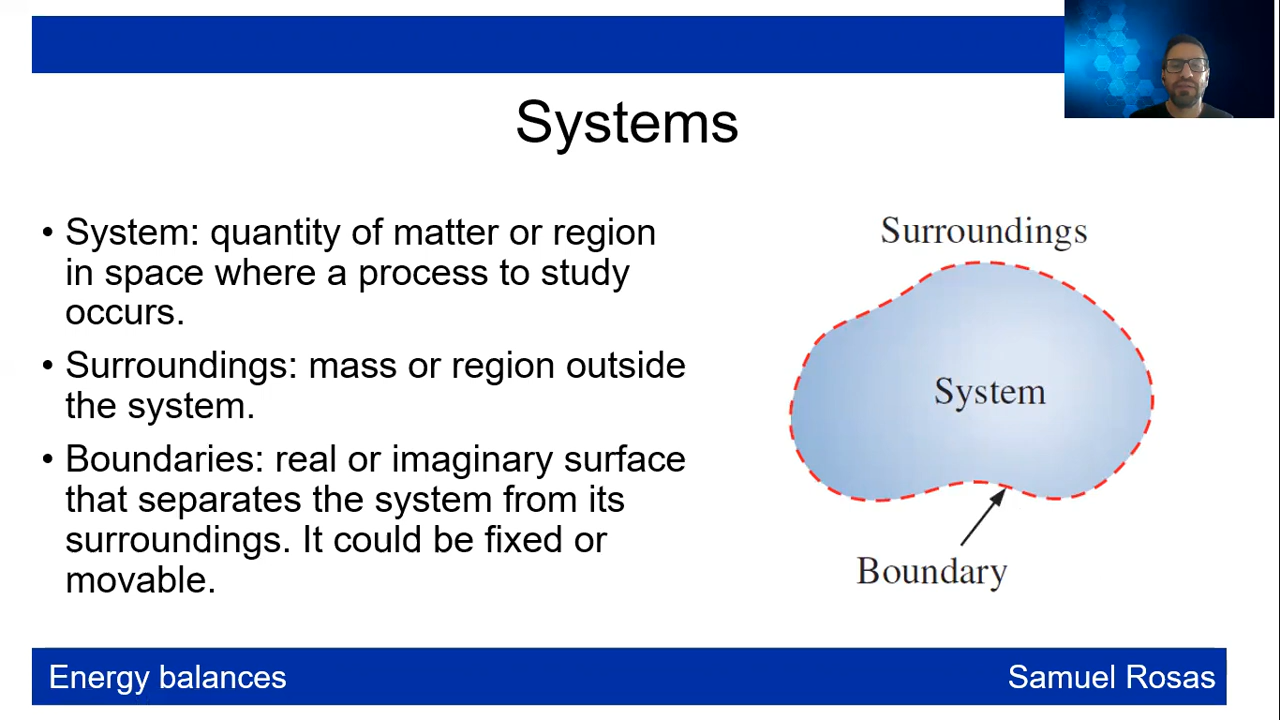 Systems
• System: quantity of matter or region
in space where a process to study
occurs.
• Surroundings: mass or region outside
the system.
• Boundaries: real or imaginary surface
that separates the system from its
surroundings. It could be fixed or
movable.
Surroundings
System
Boundary
Energy balances
Samuel Rosas